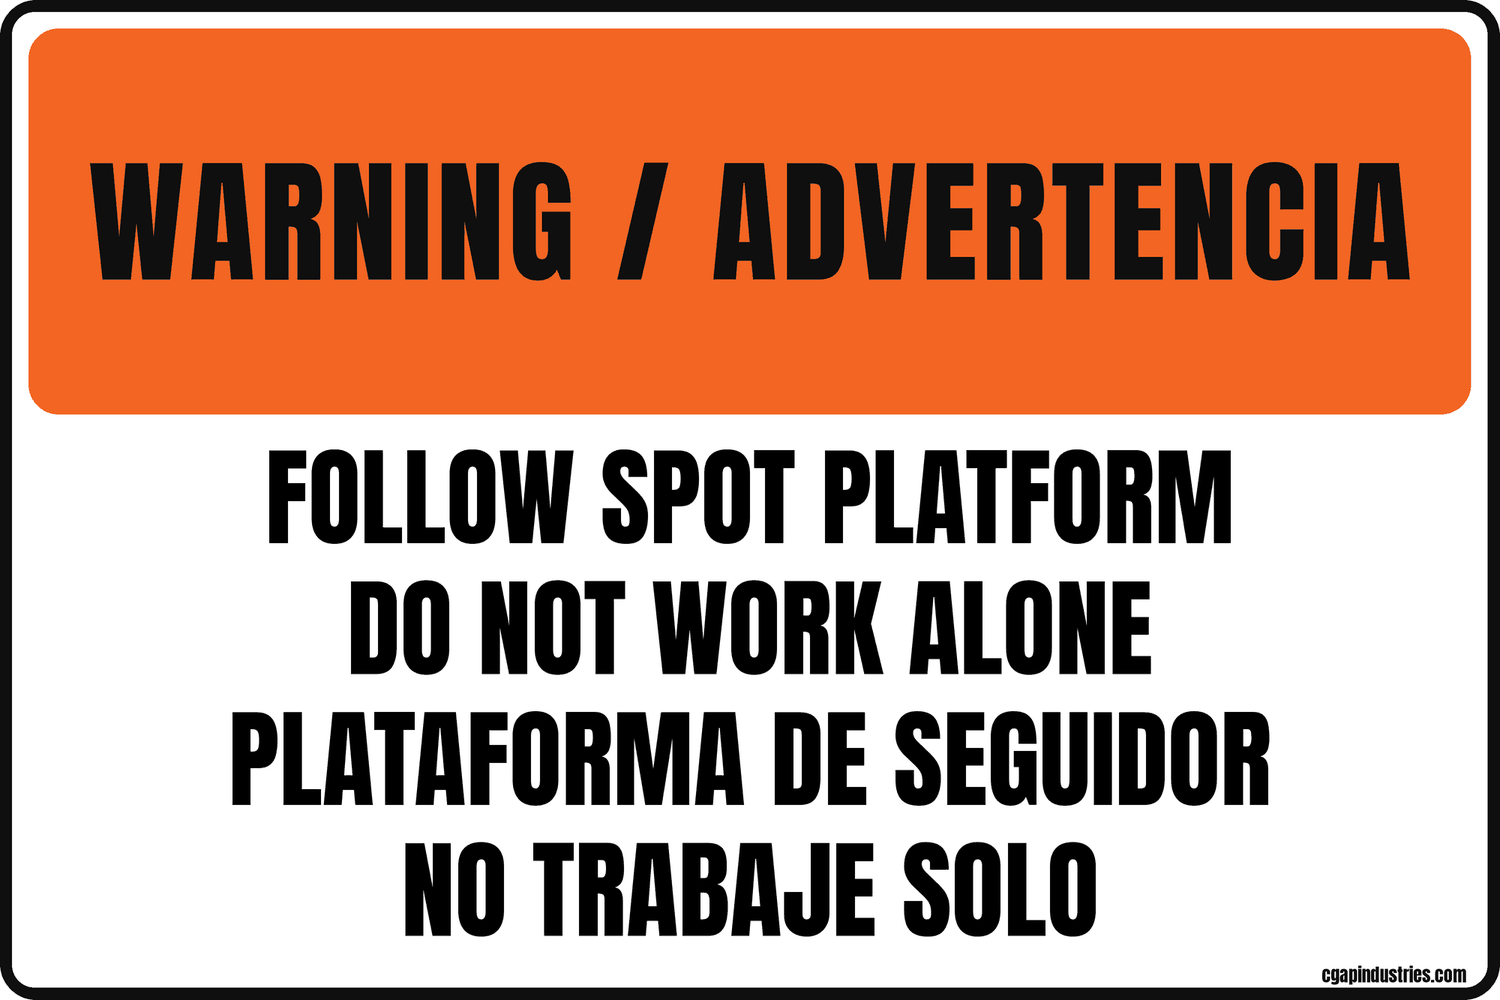 WARNING / ADVERTENCIA
FOLLOW SPOT PLATFORM
DO NOT WORK ALONE
PLATAFORMA DE SEGUIDOR
NO TRABAJE SOLO
cgapindustries.com